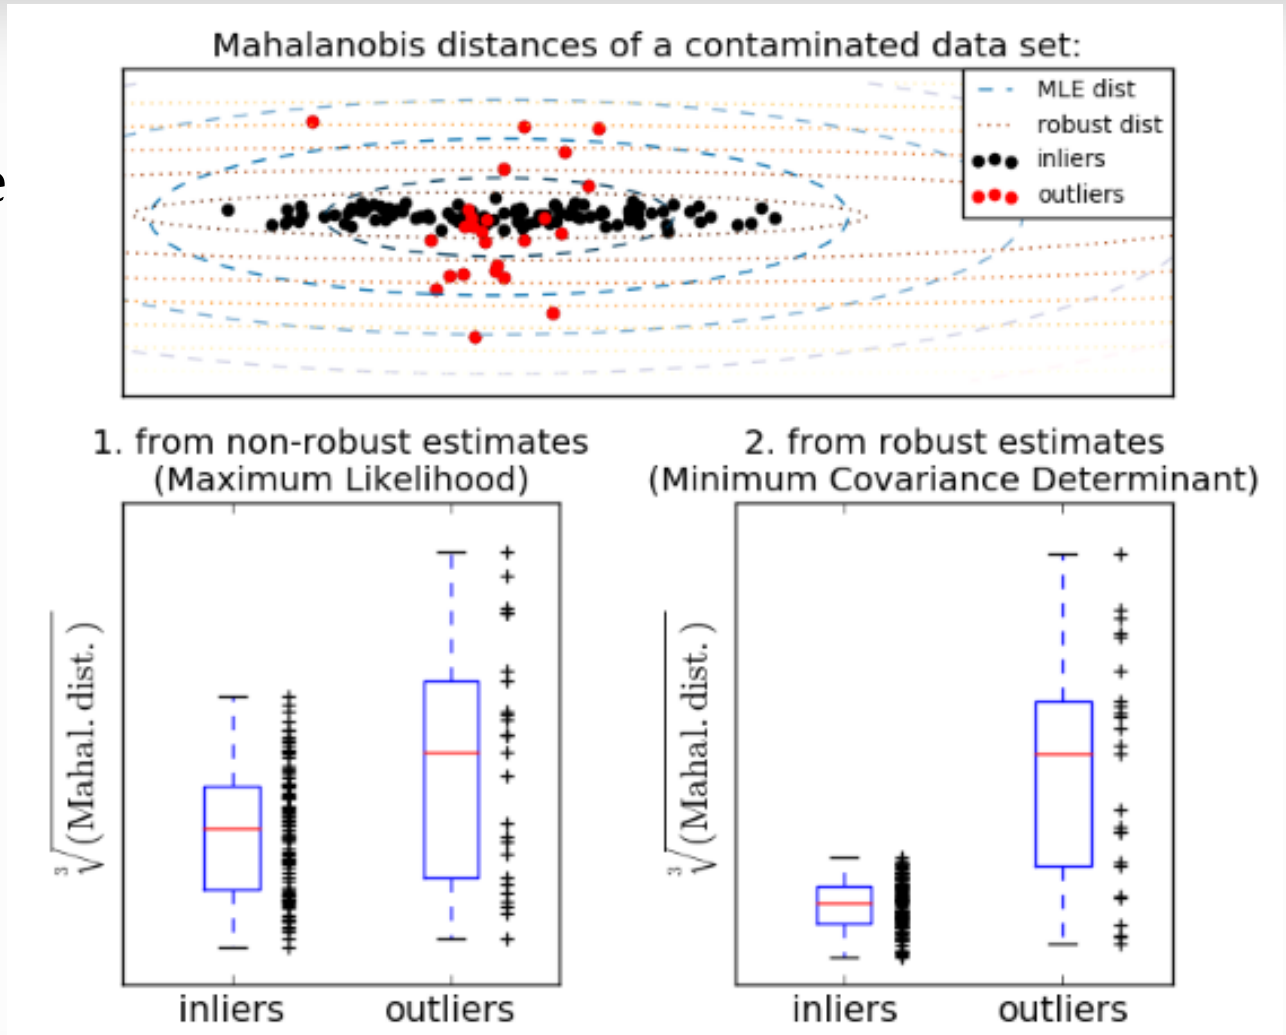 Mahalanobis distances of a contaminated data set:
MLE dist
robust dist
inliers
outliers
e
1. from non-robust estimates
(Maximum Likelihood)
2. from robust estimates
(Minimum Covariance Determinant)
∛(Mahal. dist. )
∛(Mahal. dist. )
inliers
outliers
inliers
outliers